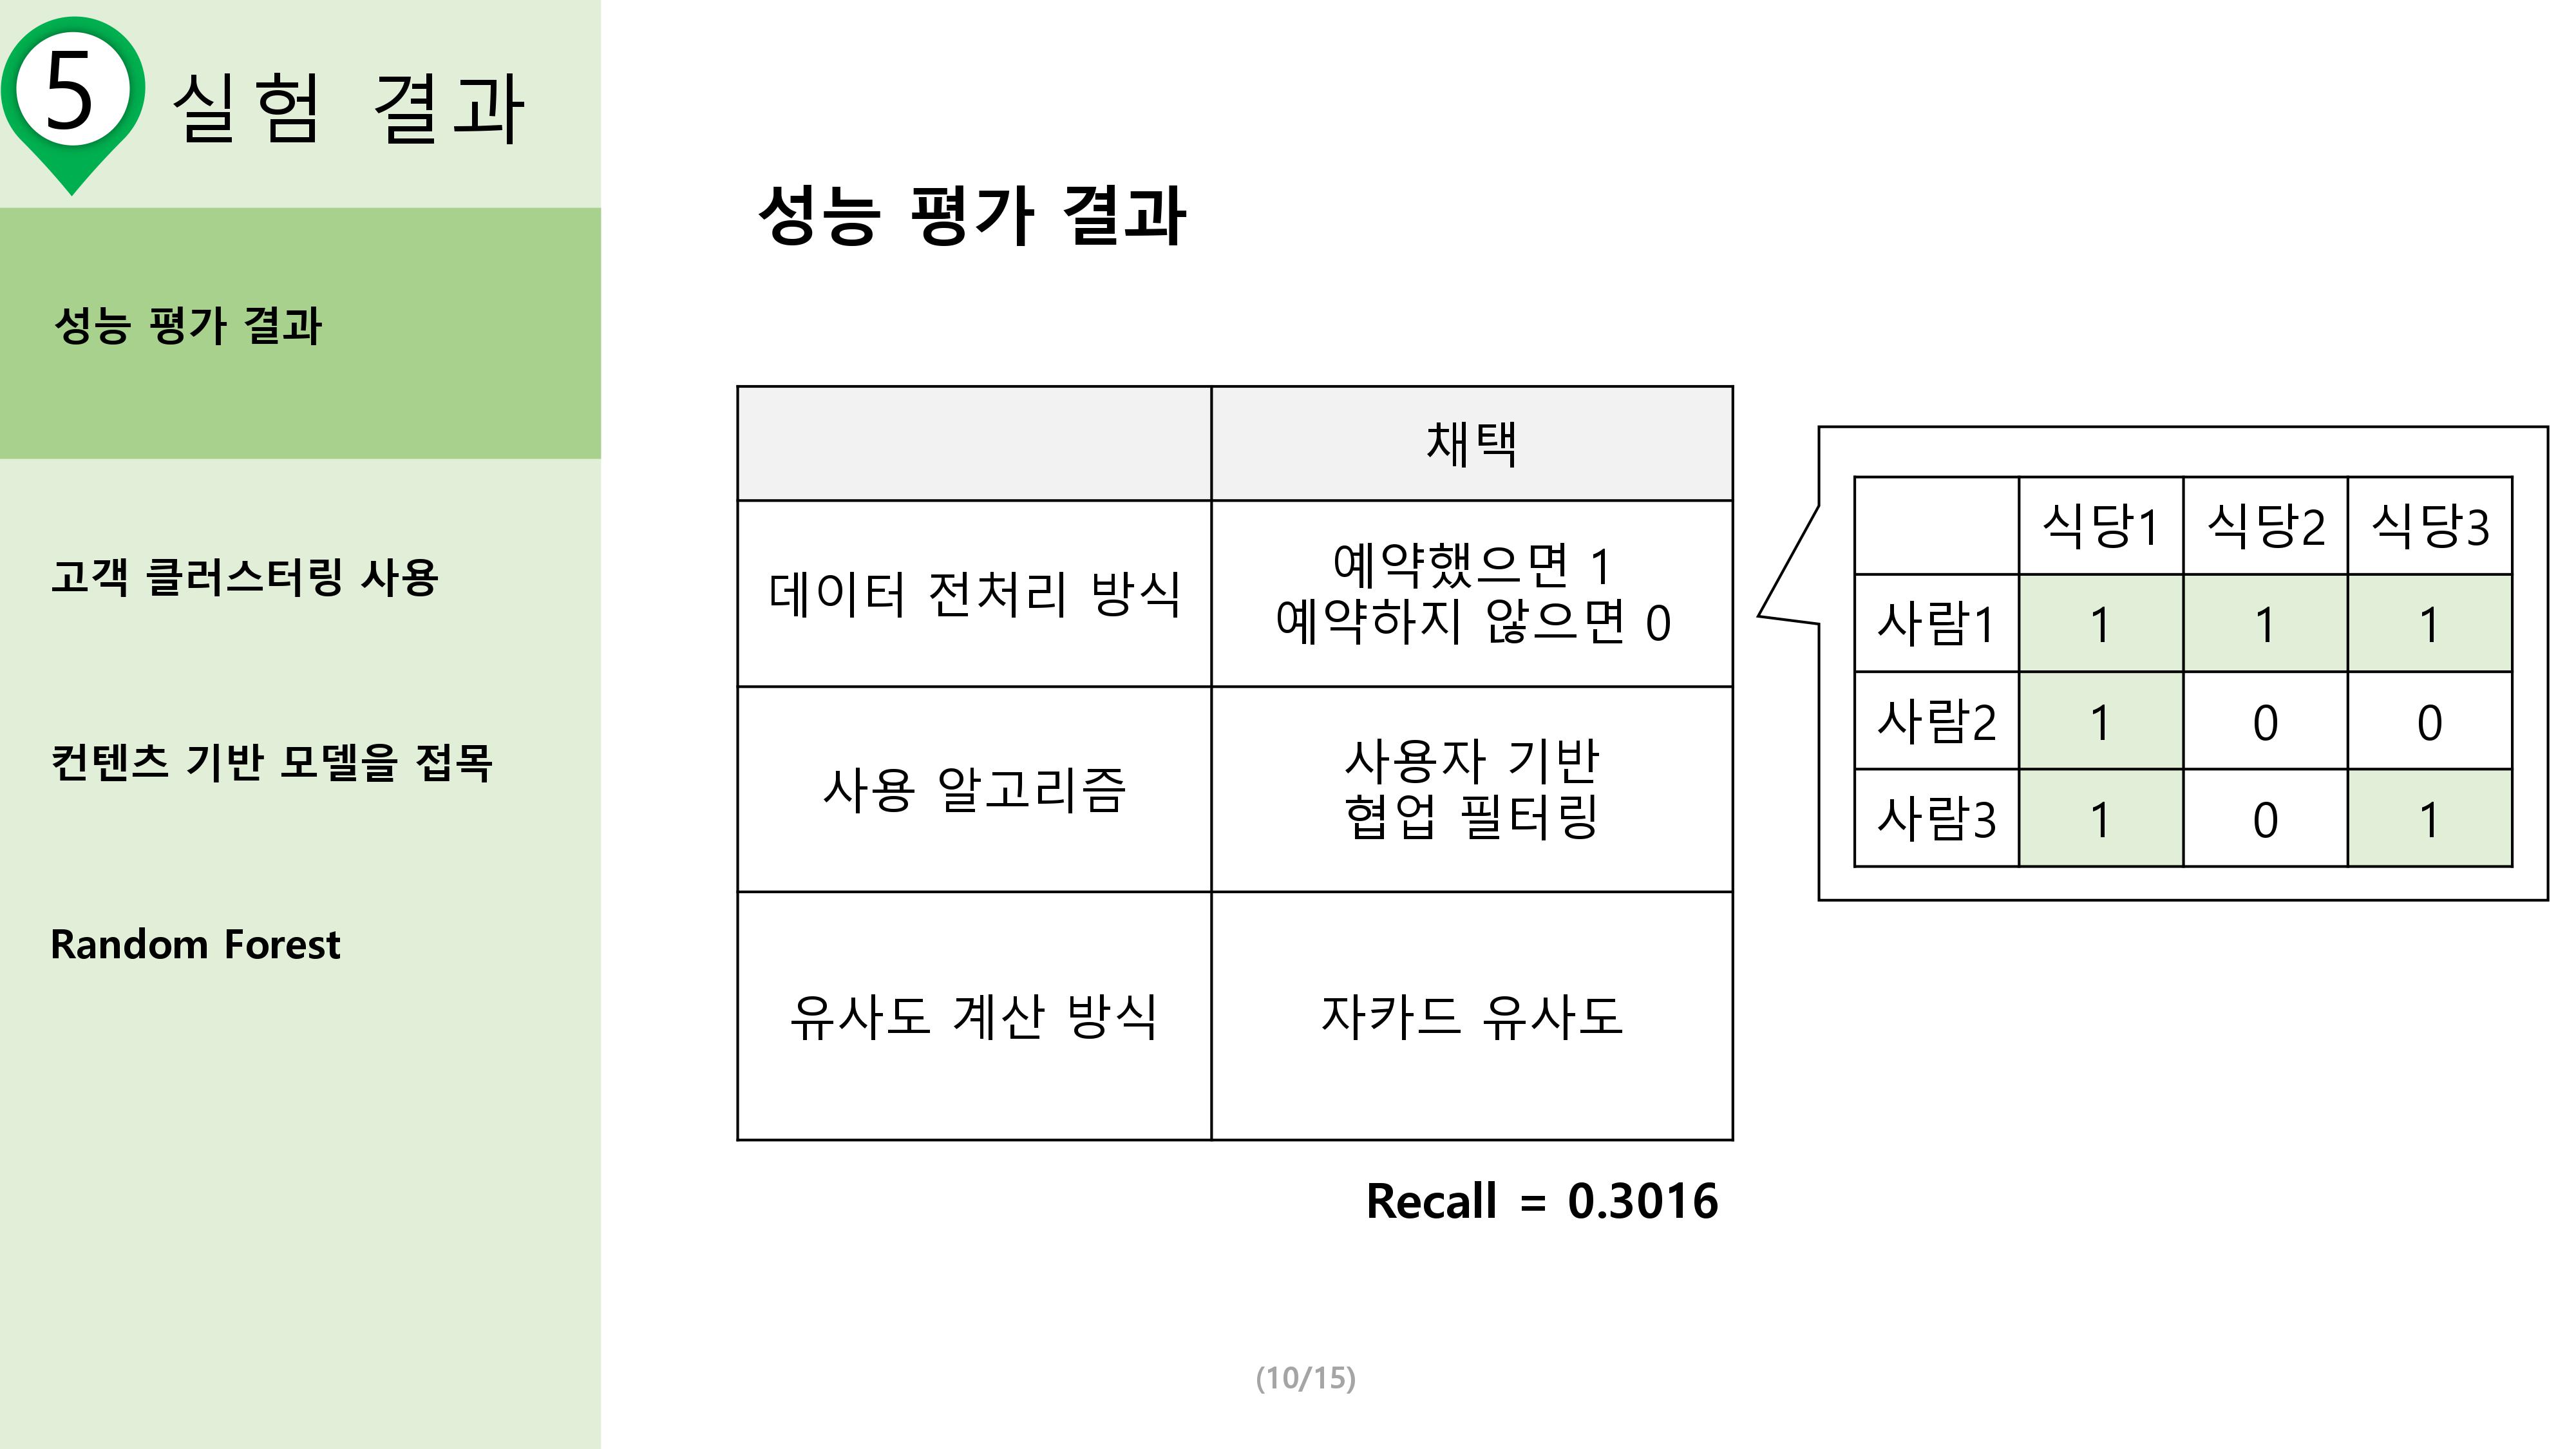 5
실험 결과
성능 평가 결과
고객 클러스터링 사용
컨텐츠 기반 모델을 접목
Random Forest
성능 평가 결과
채택
데이터 전처리 방식
예약했으면 1
예약하지 않으면 0
사용 알고리즘
사용자 기반
협업 필터링
유사도 계산 방식
자카드 유사도
식당1 식당2 식당3
사람1 1 1 1
사람2 1 0 0
사람3 1 0 1
Recall = 0.3016
(10/15)